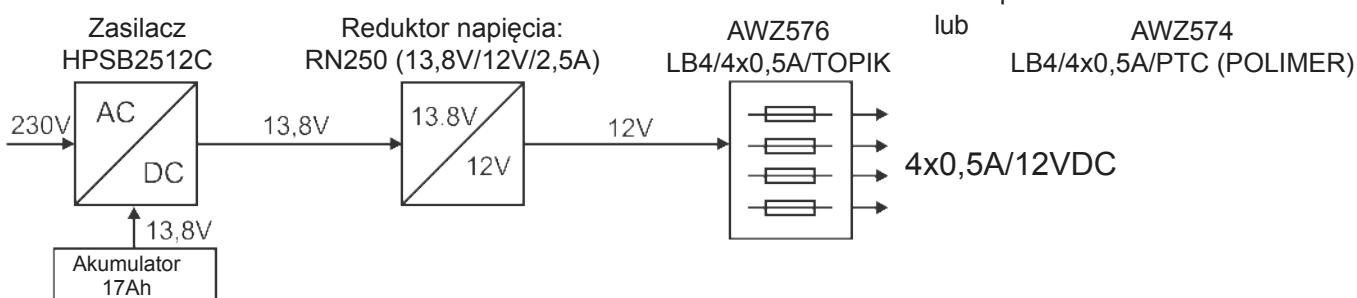 Zasilacz
HPSB2512C
Reduktor napięcia:
RN250 (13,8V/12V/2,5A)
AWZ576
LB4/4x0,5A/TOPIK
lub
AWZ574
LB4/4x0,5A/PTC (POLIMER)
230V
AC
DC
13,8V
13.8V
12V
12V
4x0,5A/12VDC
13,8V
Akumulator
17Ah